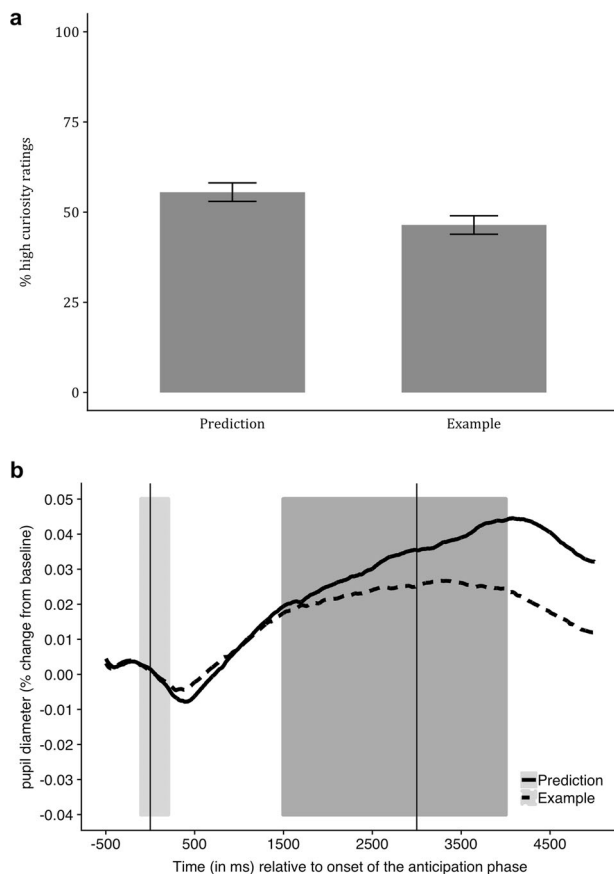 a
% high curiosity ratings
100
75
50
25
0
Prediction
Example
b
pupil diameter (% change from baseline)
0.05
0.04
0.03
0.02
0.01
0.00
-0.01
-0.02
-0.03
-0.04
Prediction
Example
-500
500
1500
2500
3500
4500
Time (in ms) relative to onset of the anticipation phase